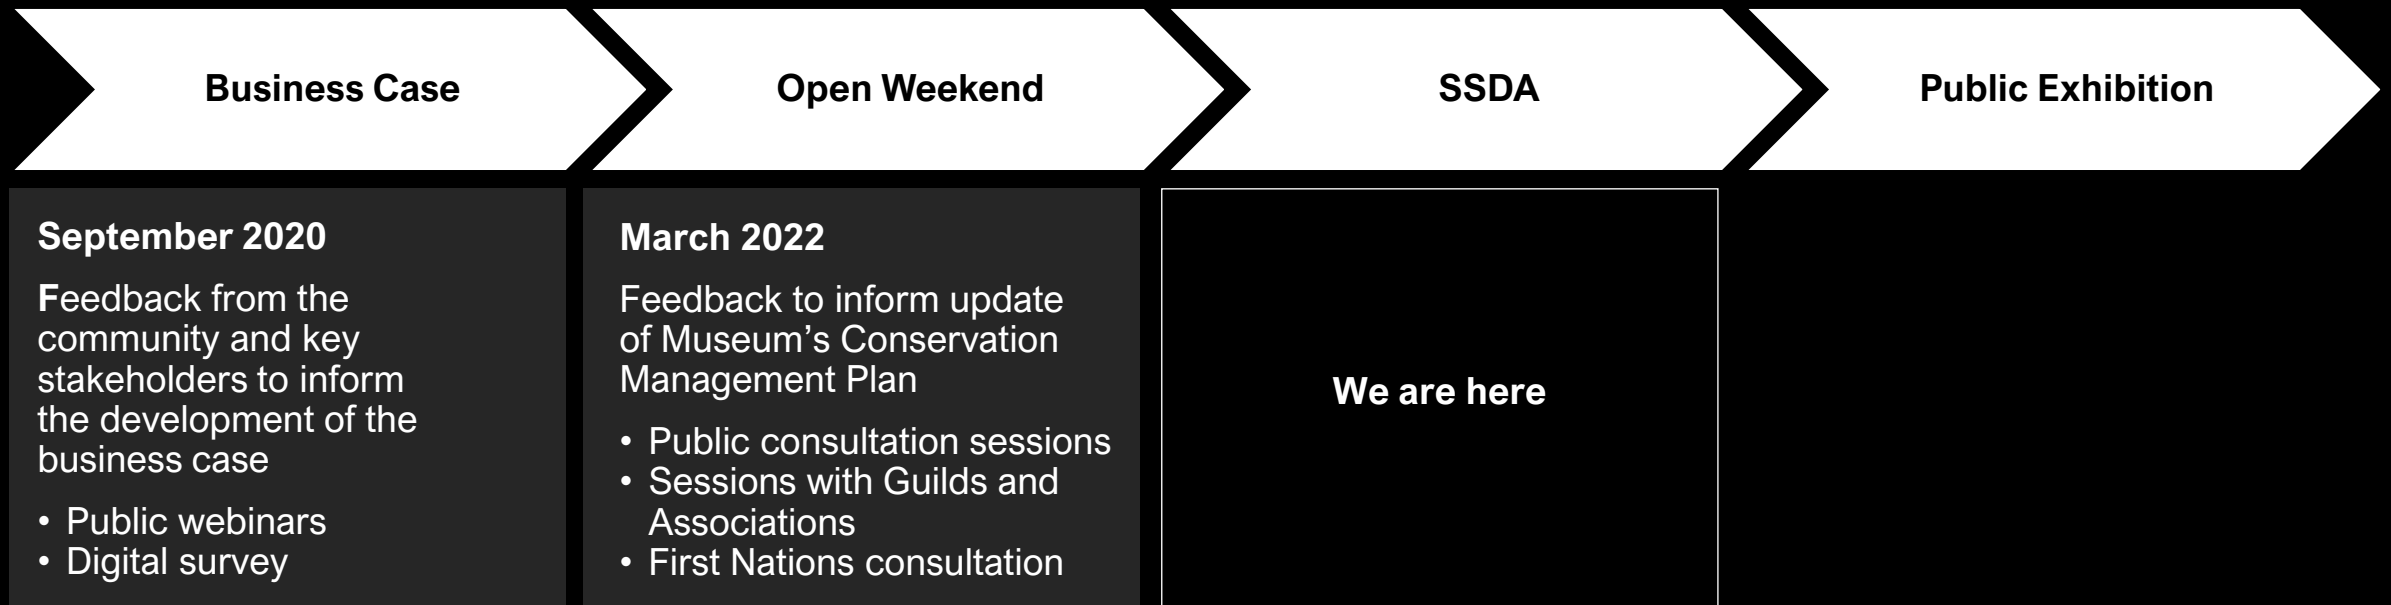 Business Case
Open Weekend
SSDA
Public Exhibition
September 2020
Feedback from the
community and key
stakeholders to inform
the development of the
business case
• Public webinars
• Digital survey
March 2022
Feedback to inform update
of Museum’s Conservation
Management Plan
• Public consultation sessions
• Sessions with Guilds and
Associations
• First Nations consultation
We are here